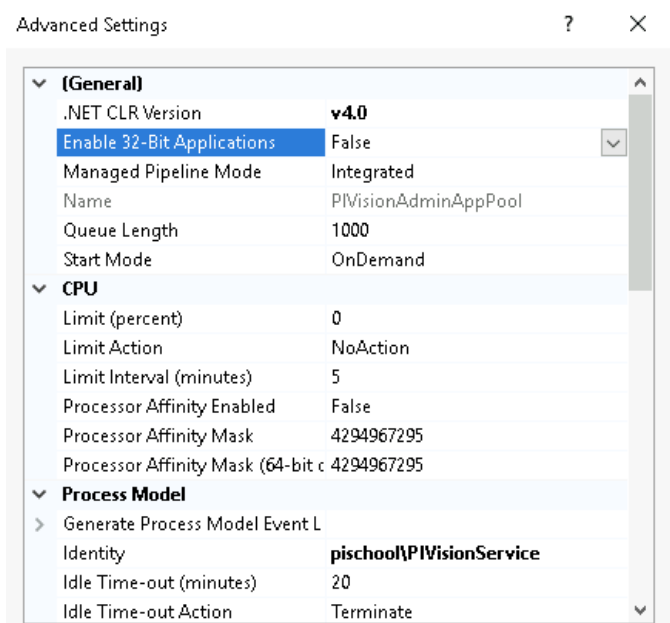 Advanced Settings ?
(General)
.NET CLR Version v4.0
Enable 32-Bit Applications False
Managed Pipeline Mode Integrated
Name PIVisionAdminAppPool
Queue Length 1000
Start Mode OnDemand
CPU
Limit (percent) 0
Limit Action NoAction
Limit Interval (minutes) 5
Processor Affinity Enabled False
Processor Affinity Mask 4294967295
Processor Affinity Mask (64-bit c 4294967295
Process Model
Generate Process Model Event L
Identity pischool\PIVisionService
Idle Time-out (minutes) 20
Idle Time-out Action Terminate